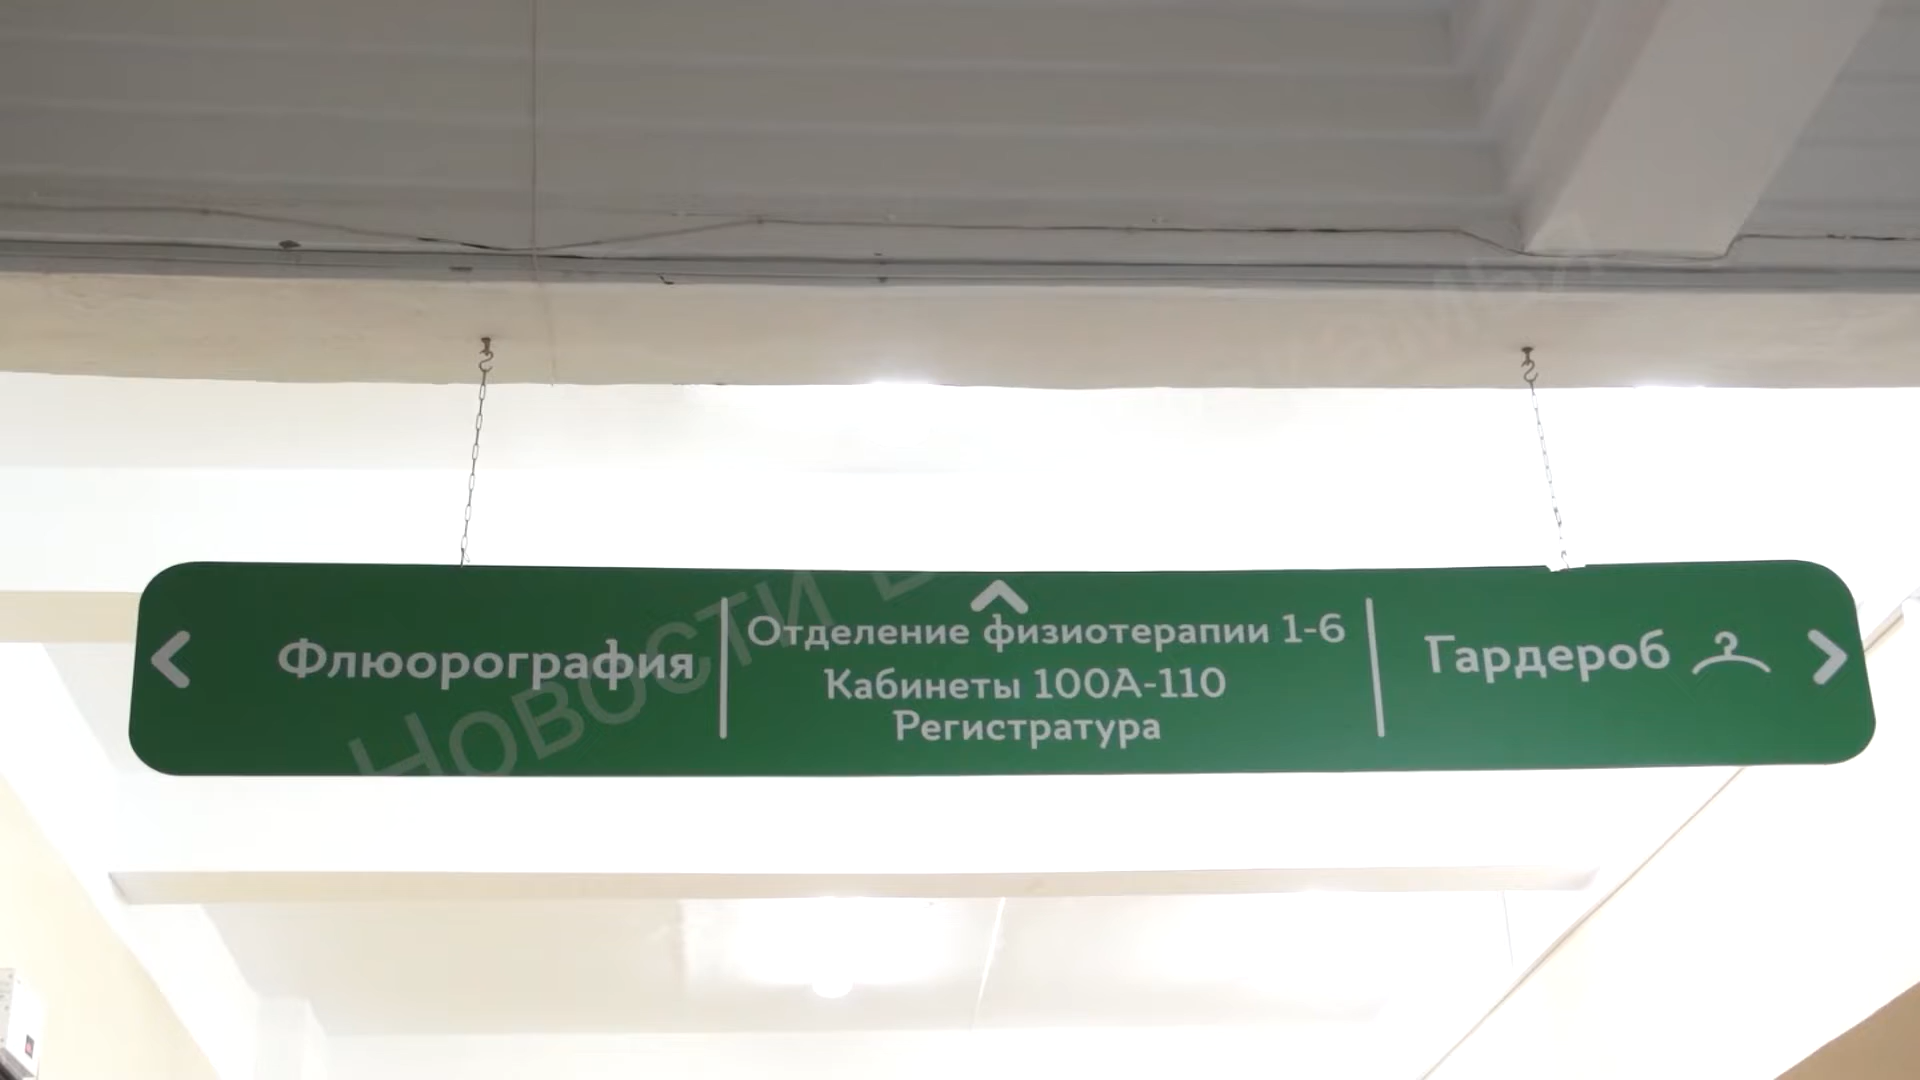 Флюорография
Отделение физиотерапии 1-6
Кабинеты 100А-110
Регистратура
Гардероб
Новости